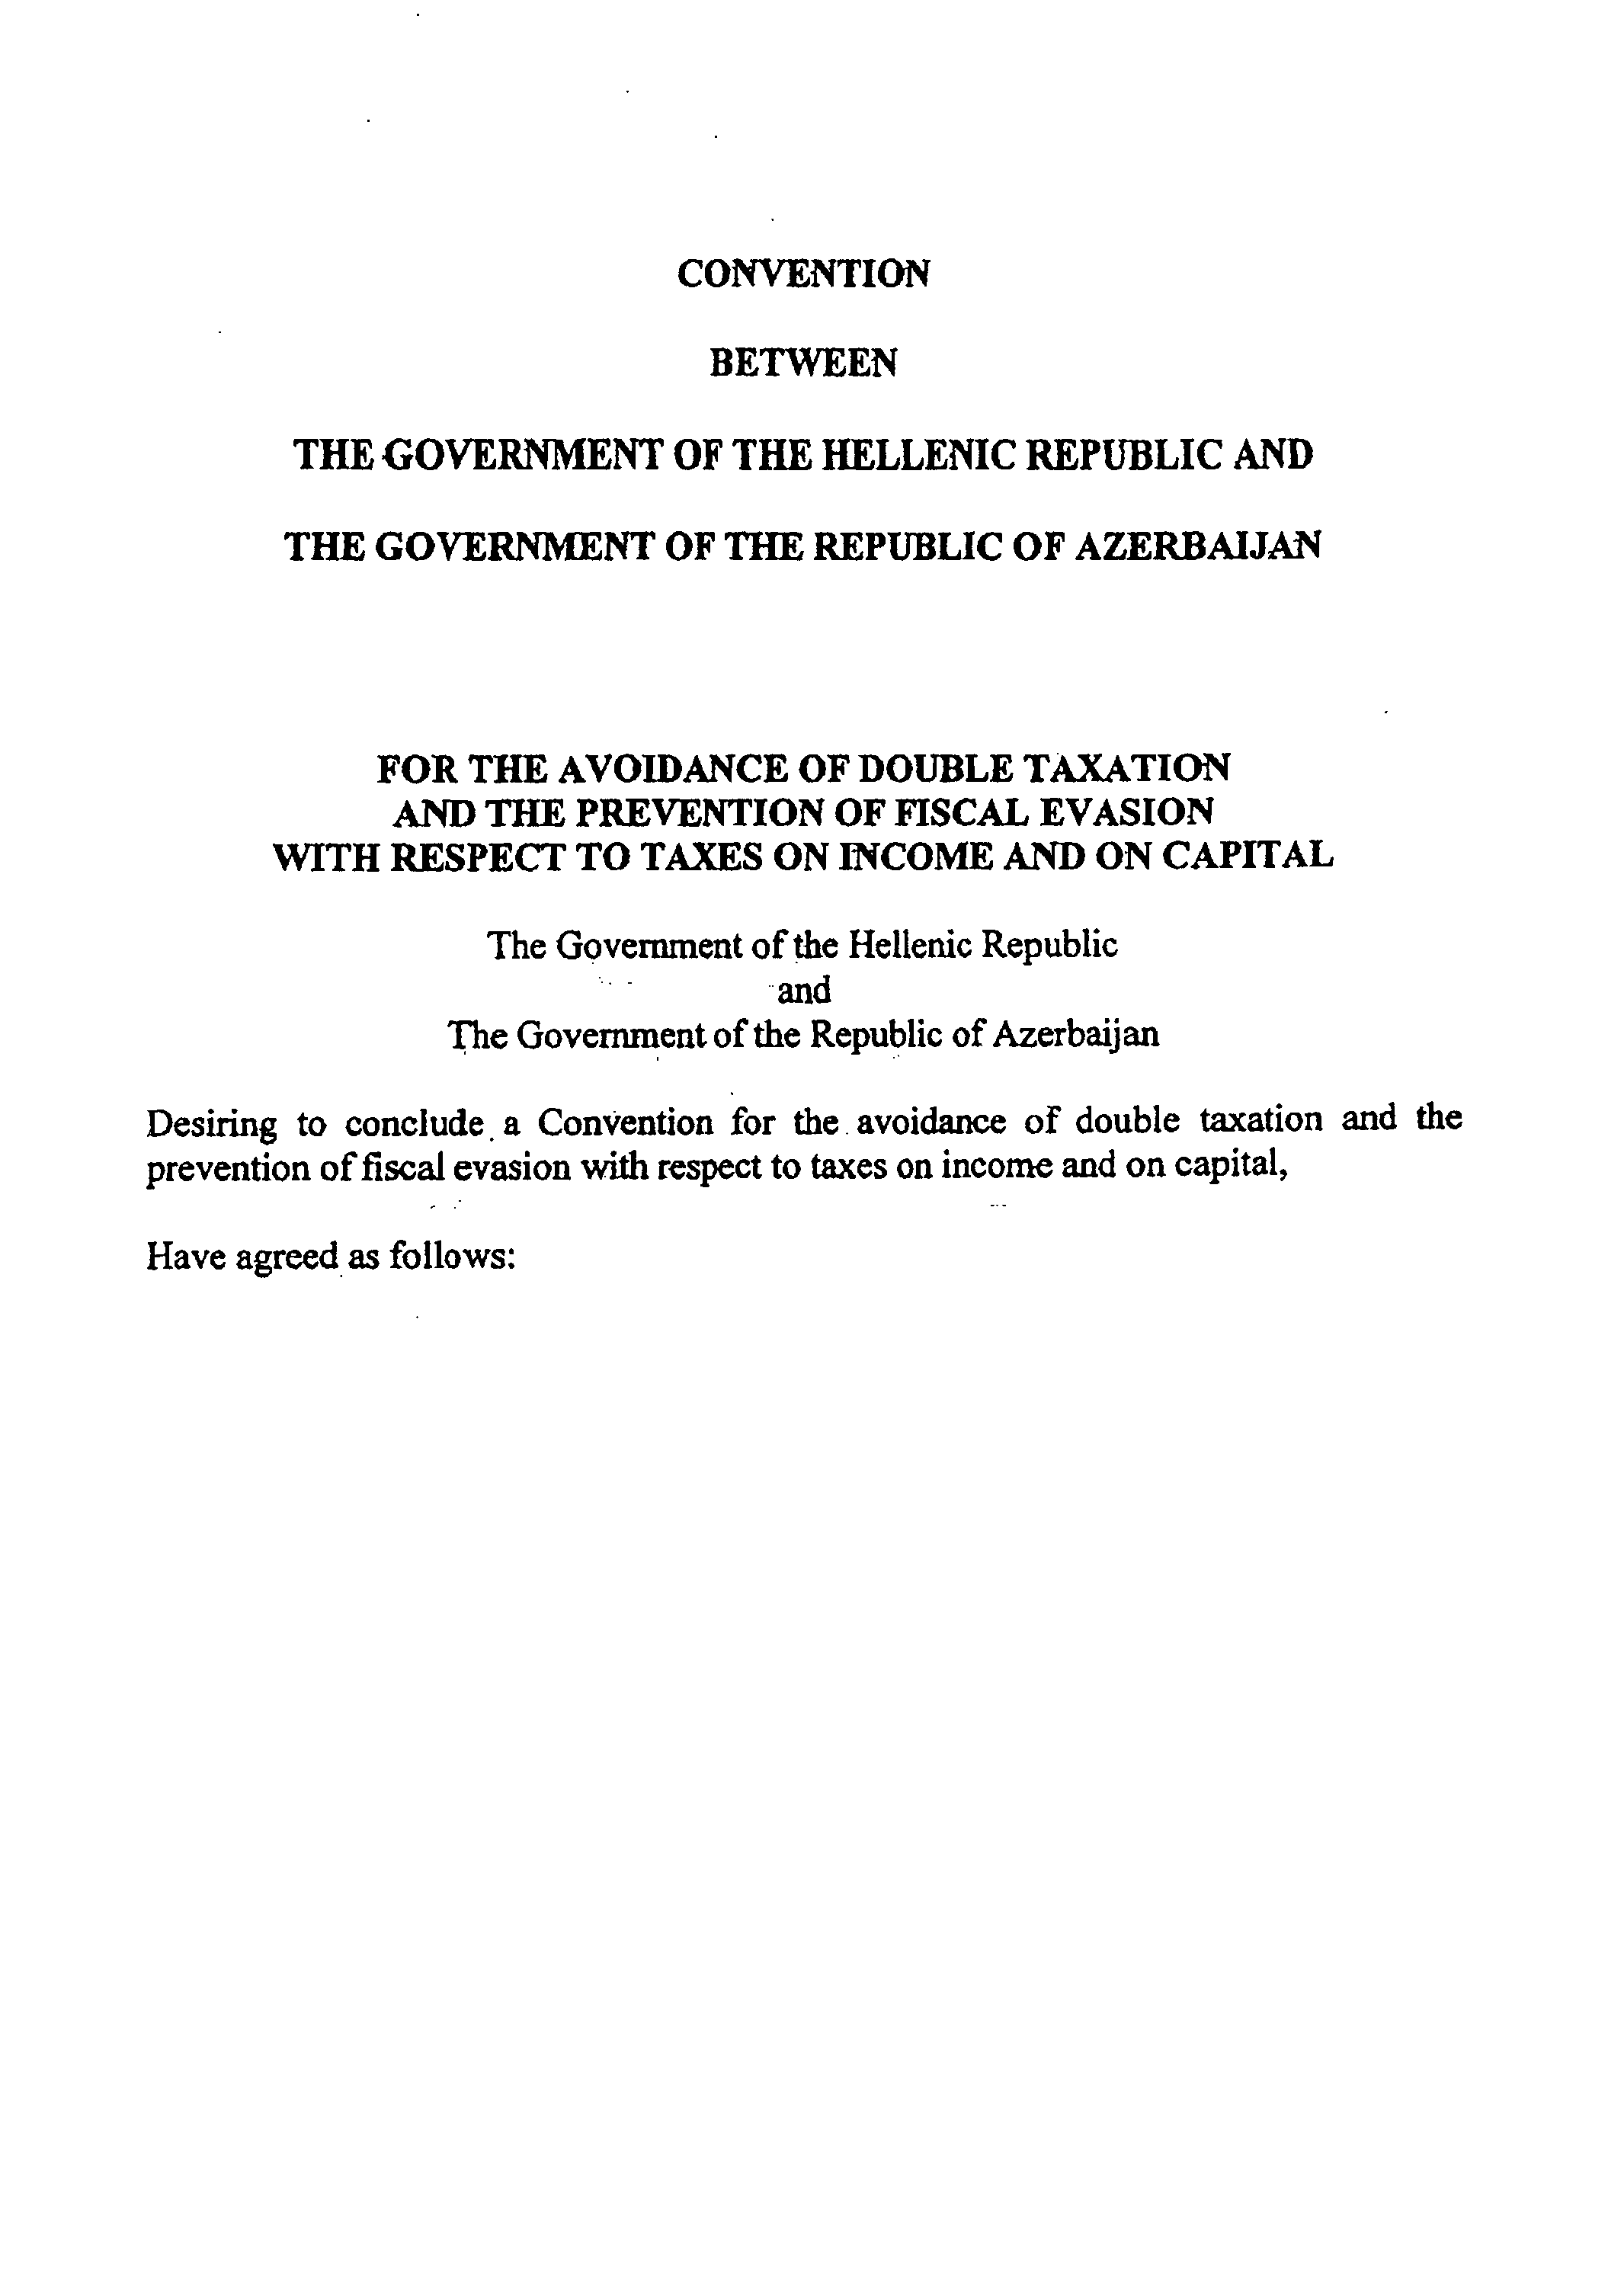 CONVENTION
BETWEEN
THE GOVERNMENT OF THE HELLENIC REPUBLIC AND
THE GOVERNMENT OF THE REPUBLIC OF AZERBAIJAN
FOR THE AVOIDANCE OF DOUBLE TAXATION
AND THE PREVENTION OF FISCAL EVASION
WITH RESPECT TO TAXES ON INCOME AND ON CAPITAL
The Government of the Hellenic Republic
and
The Government of the Republic of Azerbaijan
Desiring to conclude a Convention for the avoidance of double taxation and the
prevention of fiscal evasion with respect to taxes on income and on capital,
Have agreed as follows: